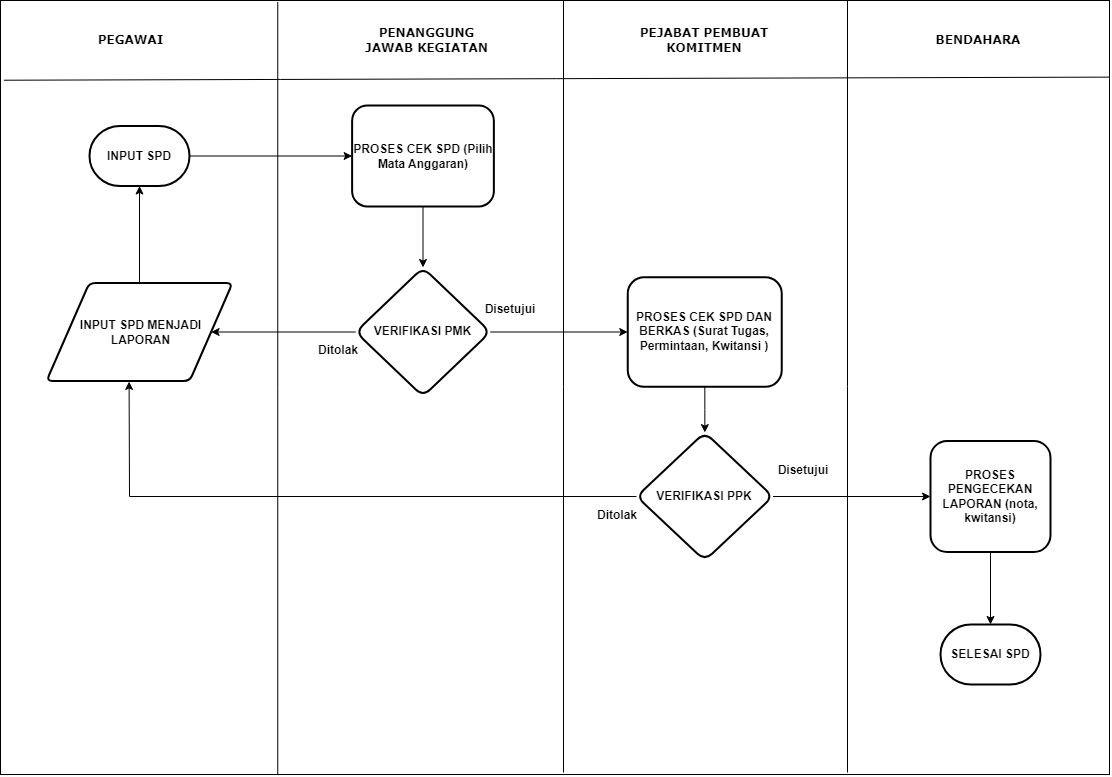 PEGAWAI
PENANGGUNG
JAWAB KEGIATAN
PEJABAT PEMBUAT
KOMITMEN
BENDAHARA
INPUT SPD
PROSES CEK SPD (Pilih
Mata Anggaran)
INPUT SPD MENJADI
LAPORAN
VERIFIKASI PMK
Disetujui
Ditolak
PROSES CEK SPD DAN
BERKAS (Surat Tugas,
Permintaan, Kwitansi )
VERIFIKASI PPK
Disetujui
Ditolak
PROSES
PENGECEKAN
LAPORAN (nota,
kwitansi)
SELESAI SPD